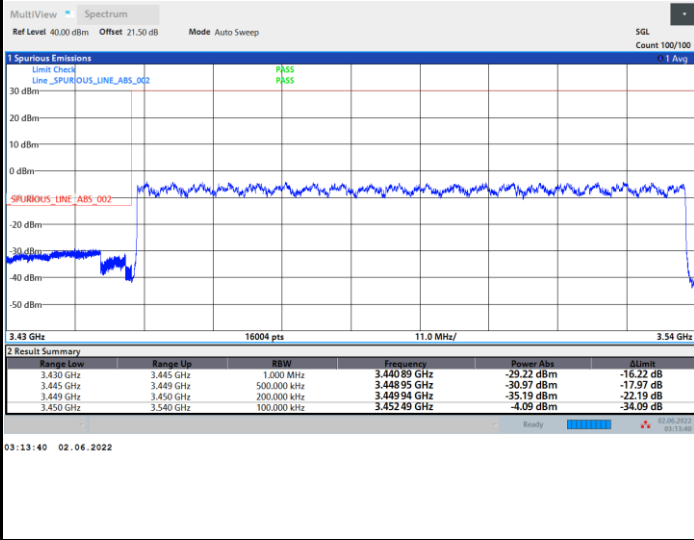 MultiView Spectrum
Ref Level 40.00 dBm Offset 21.50 dB Mode Auto Sweep SGL
Count 100/100
1 Spurious Emissions 1 Avg
Limit Check PASS
Line _SPURIOUS_LINE_ABS_002 PASS
30 dBm
20 dBm
10 dBm
0 dBm
_SPURIOUS_LINE_ABS_002
-20 dBm
-30 dBm
-40 dBm
-50 dBm
3.43 GHz 16004 pts 11.0 MHz/ 3.54 GHz
2 Result Summary
Range Low Range Up RBW Frequency Power Abs ΔLimit
3.430 GHz 3.445 GHz 1.000 MHz 3.440 89 GHz -29.22 dBm -16.22 dB
3.445 GHz 3.449 GHz 500.000 kHz 3.448 95 GHz -30.97 dBm -17.97 dB
3.449 GHz 3.450 GHz 200.000 kHz 3.449 94 GHz -35.19 dBm -22.19 dB
3.450 GHz 3.540 GHz 100.000 kHz 3.452 49 GHz -4.09 dBm -34.09 dB
Ready 02.06.2022
03:13:40
03:13:40 02.06.2022